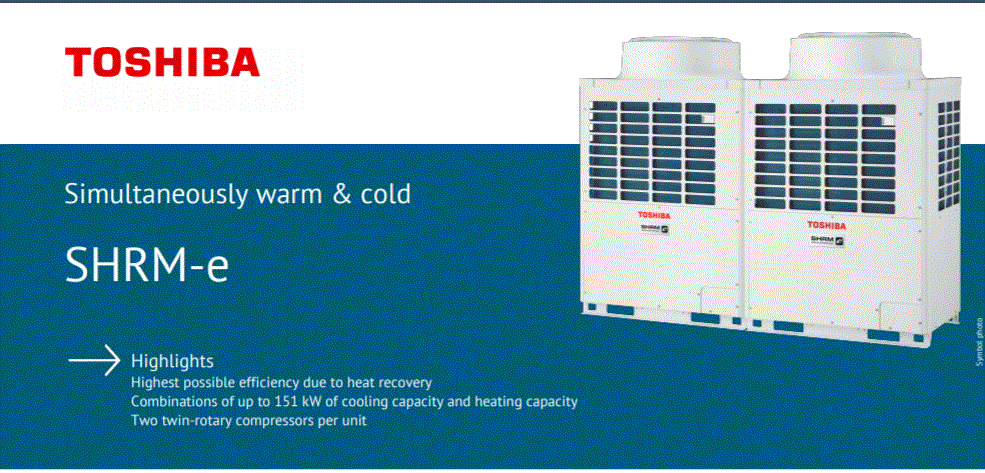 TOSHIBA
Simultaneously warm & cold
SHRM-e
Highlights
Highest possible efficiency due to heat recovery
Combinations of up to 151 kW of cooling capacity and heating capacity
Two twin-rotary compressors per unit
TOSHIBA
SHRM
TOSHIBA
SHRM
Symbol photo